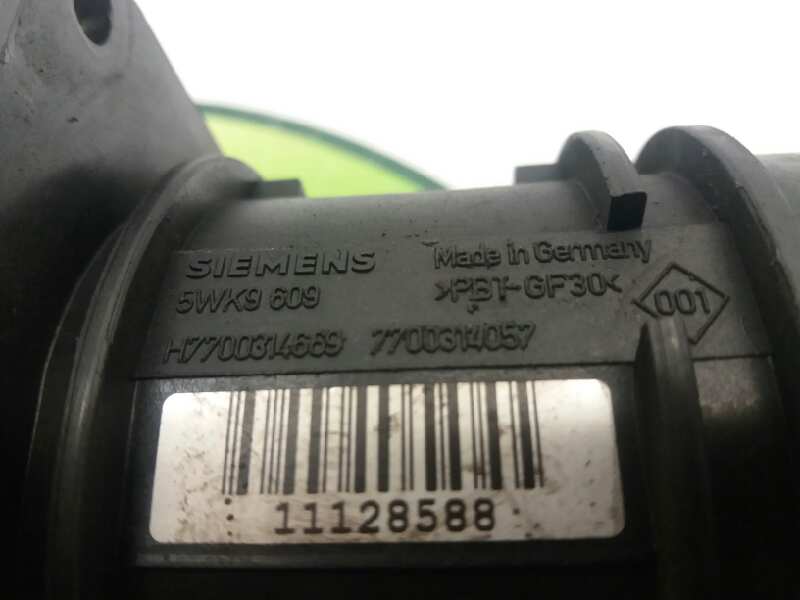 SIEMENS
5WK9 609
H7700314669 7700314057
Made in Germany
>PBT-GF30<
001
11128588